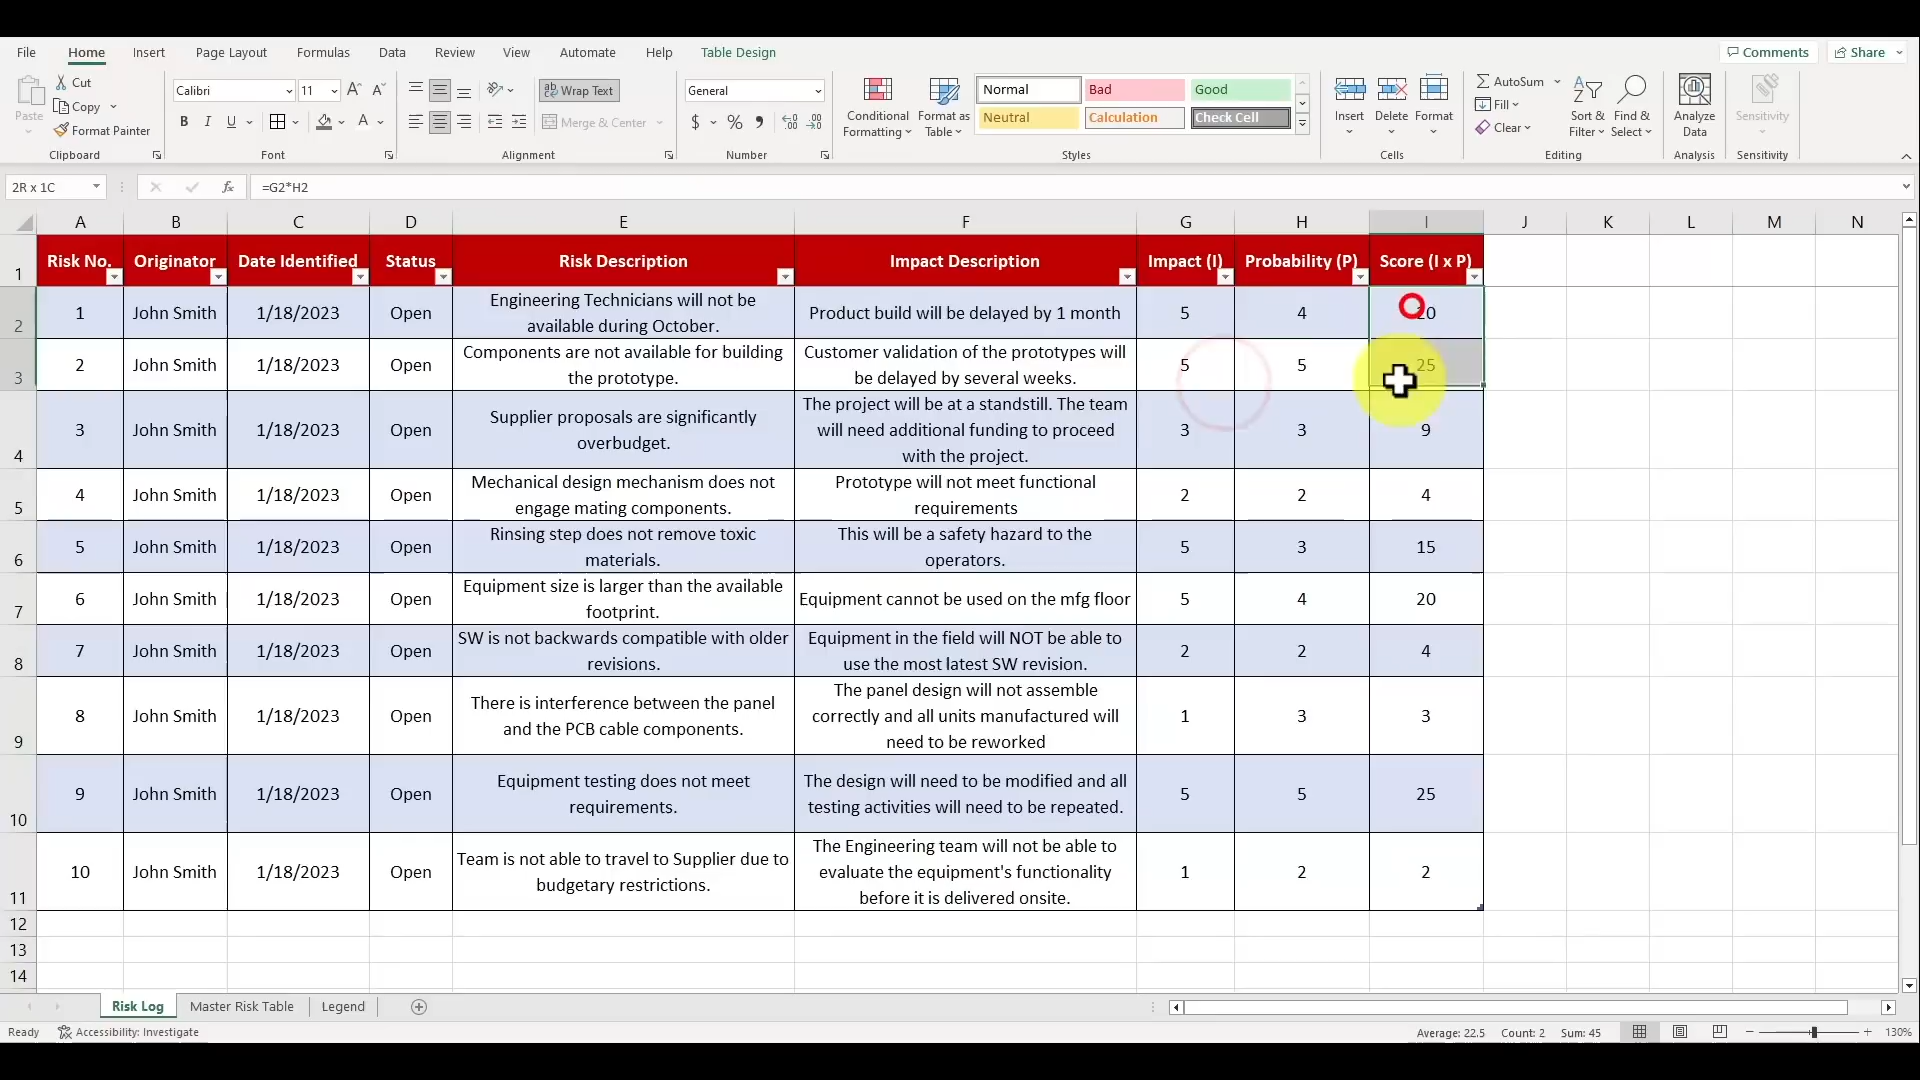 File Home Insert Page Layout Formulas Data Review View Automate Help Table Design Comments Share
Paste Cut Copy Format Painter Clipboard
Calibri 11 A A B I U A Font
ab Wrap Text Merge & Center Alignment
General $ % 9 Number
Conditional Formatting Format as Table Normal Bad Good Neutral Calculation Check Cell Styles
Insert Delete Format Cells
AutoSum Fill Clear Sort & Filter Find & Select Editing
Analyze Data Analysis Sensitivity Sensitivity
2R x 1C fx =G2*H2
A B C D E F G H I J K L M N
1 Risk No. Originator Date Identified Status Risk Description Impact Description Impact (I) Probability (P) Score (I x P)
2 1 John Smith 1/18/2023 Open Engineering Technicians will not be available during October. Product build will be delayed by 1 month 5 4 20
3 2 John Smith 1/18/2023 Open Components are not available for building the prototype. Customer validation of the prototypes will be delayed by several weeks. 5 5 25
4 3 John Smith 1/18/2023 Open Supplier proposals are significantly overbudget. The project will be at a standstill. The team will need additional funding to proceed with the project. 3 3 9
5 4 John Smith 1/18/2023 Open Mechanical design mechanism does not engage mating components. Prototype will not meet functional requirements 2 2 4
6 5 John Smith 1/18/2023 Open Rinsing step does not remove toxic materials. This will be a safety hazard to the operators. 5 3 15
7 6 John Smith 1/18/2023 Open Equipment size is larger than the available footprint. Equipment cannot be used on the mfg floor 5 4 20
8 7 John Smith 1/18/2023 Open SW is not backwards compatible with older revisions. Equipment in the field will NOT be able to use the most latest SW revision. 2 2 4
9 8 John Smith 1/18/2023 Open There is interference between the panel and the PCB cable components. The panel design will not assemble correctly and all units manufactured will need to be reworked 1 3 3
10 9 John Smith 1/18/2023 Open Equipment testing does not meet requirements. The design will need to be modified and all testing activities will need to be repeated. 5 5 25
11 10 John Smith 1/18/2023 Open Team is not able to travel to Supplier due to budgetary restrictions. The Engineering team will not be able to evaluate the equipment's functionality before it is delivered onsite. 1 2 2
12
13
14
Risk Log Master Risk Table Legend
Ready Accessibility: Investigate Average: 22.5 Count: 2 Sum: 45 130%